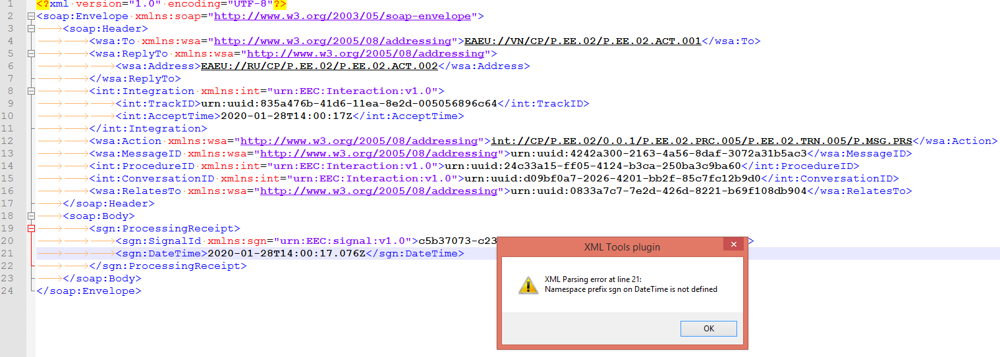 1 <?xml version="1.0" encoding="UTF-8"?>
2 <soap:Envelope xmlns:soap="http://www.w3.org/2003/05/soap-envelope">
3 <soap:Header>
4 <wsa:To xmlns:wsa="http://www.w3.org/2005/08/addressing">EAEU://VN/CP/P.EE.02/P.EE.02.ACT.001</wsa:To>
5 <wsa:ReplyTo xmlns:wsa="http://www.w3.org/2005/08/addressing">
6 <wsa:Address>EAEU://RU/CP/P.EE.02/P.EE.02.ACT.002</wsa:Address>
7 </wsa:ReplyTo>
8 <int:Integration xmlns:int="urn:EEC:Interaction:v1.0">
9 <int:TrackID>urn:uuid:835a476b-41d6-11ea-8e2d-005056896c64</int:TrackID>
10 <int:AcceptTime>2020-01-28T14:00:17Z</int:AcceptTime>
11 </int:Integration>
12 <wsa:Action xmlns:wsa="http://www.w3.org/2005/08/addressing">int://CP/P.EE.02/0.0.1/P.EE.02.PRC.005/P.EE.02.TRN.005/P.MSG.PRS</wsa:Action>
13 <wsa:MessageID xmlns:wsa="http://www.w3.org/2005/08/addressing">urn:uuid:4242a300-2163-4a56-8daf-3072a31b5ac3</wsa:MessageID>
14 <int:ProcedureID xmlns:int="urn:EEC:Interaction:v1.0">urn:uuid:24c33a15-ff05-4124-b3ca-250ba3c9ba60</int:ProcedureID>
15 <int:ConversationID xmlns:int="urn:EEC:Interaction:v1.0">urn:uuid:d09bf0a7-2026-4201-bb2f-85c7fc12b9d0</int:ConversationID>
16 <wsa:RelatesTo xmlns:wsa="http://www.w3.org/2005/08/addressing">urn:uuid:0833a7c7-7e2d-426d-8221-b69f108db904</wsa:RelatesTo>
17 </soap:Header>
18 <soap:Body>
19 <sgn:ProcessingReceipt>
20 <sgn:SignalId xmlns:sgn="urn:EEC:signal:v1.0">c5b37073-c23 >
21 <sgn:DateTime>2020-01-28T14:00:17.076Z</sgn:DateTime>
22 </sgn:ProcessingReceipt>
23 </soap:Body>
24 </soap:Envelope>
XML Tools plugin
XML Parsing error at line 21:
Namespace prefix sgn on DateTime is not defined
OK